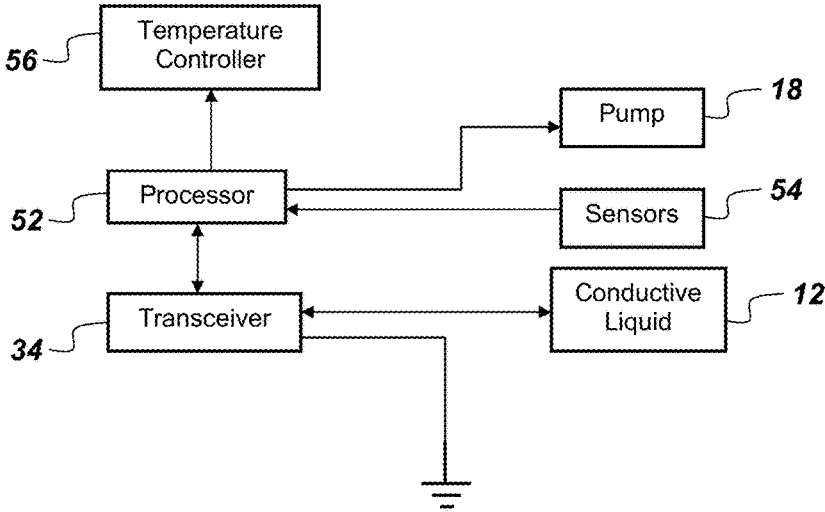 Temperature
Controller
56
Pump
18
Processor
52
Sensors
54
Transceiver
34
Conductive
Liquid
12